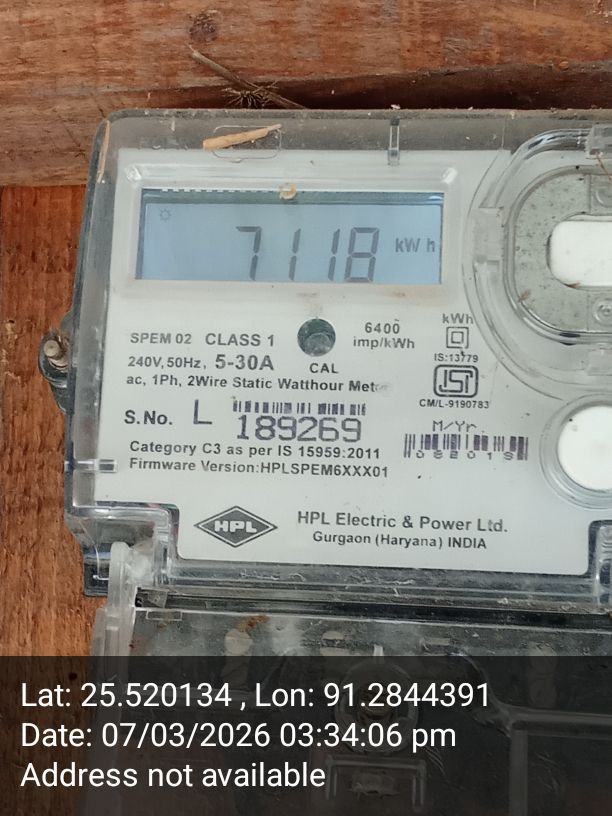 7118 kWh
SPEM 02 CLASS 1
240V, 50Hz, 5-30A
ac, 1Ph, 2Wire Static Watthour Meter
CAL
6400
imp/kWh
kWh
IS:13779
CM/L-9190783
S.No. L 189269
M/Yr.
082019
Category C3 as per IS 15959:2011
Firmware Version:HPLSPEM6XXX01
HPL
HPL Electric & Power Ltd.
Gurgaon (Haryana) INDIA
Lat: 25.520134 , Lon: 91.2844391
Date: 07/03/2026 03:34:06 pm
Address not available